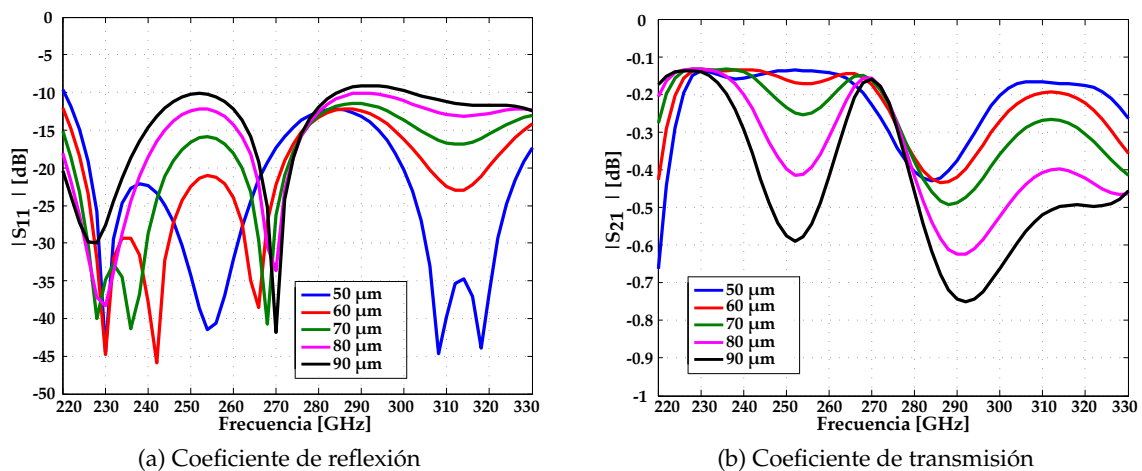 0
-5
-10
-15
-20
-25
-30
-35
-40
-45
-50
|S11| [dB]
50 µm
60 µm
70 µm
80 µm
90 µm
220 230 240 250 260 270 280 290 300 310 320 330
Frecuencia [GHz]
(a) Coeficiente de reflexión
0
-0.1
-0.2
-0.3
-0.4
-0.5
-0.6
-0.7
-0.8
-0.9
-1
|S21| [dB]
50 µm
60 µm
70 µm
80 µm
90 µm
220 230 240 250 260 270 280 290 300 310 320 330
Frecuencia [GHz]
(b) Coeficiente de transmisión